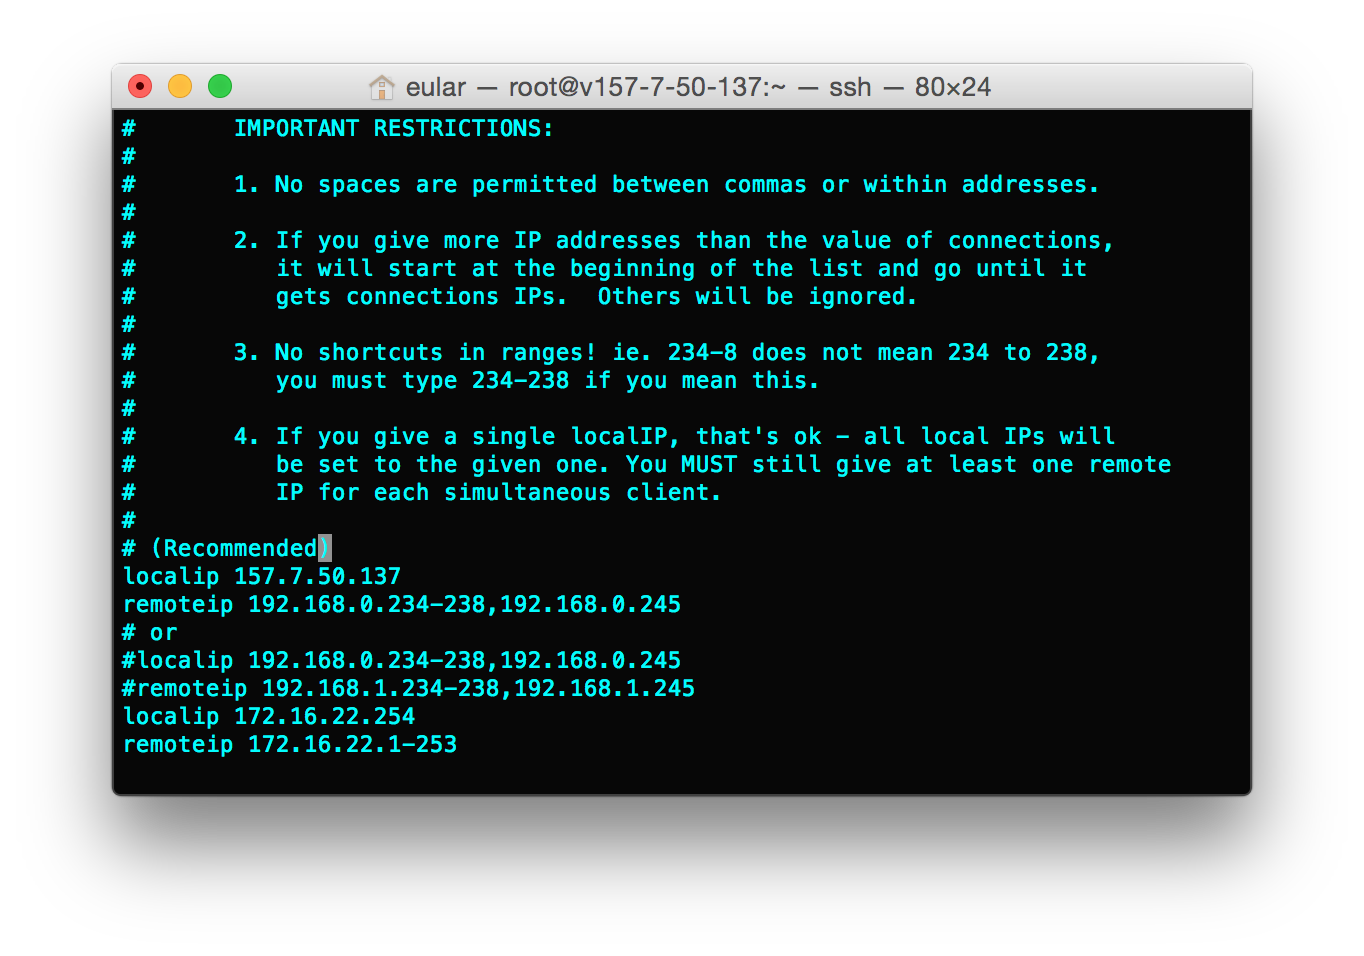 eular — root@v157-7-50-137:~ — ssh — 80×24
#       IMPORTANT RESTRICTIONS:
#
#       1. No spaces are permitted between commas or within addresses.
#
#       2. If you give more IP addresses than the value of connections,
#          it will start at the beginning of the list and go until it
#          gets connections IPs.  Others will be ignored.
#
#       3. No shortcuts in ranges! ie. 234-8 does not mean 234 to 238,
#          you must type 234-238 if you mean this.
#
#       4. If you give a single localIP, that's ok - all local IPs will
#          be set to the given one. You MUST still give at least one remote
#          IP for each simultaneous client.
#
# (Recommended)
localip 157.7.50.137
remoteip 192.168.0.234-238,192.168.0.245
# or
#localip 192.168.0.234-238,192.168.0.245
#remoteip 192.168.1.234-238,192.168.1.245
localip 172.16.22.254
remoteip 172.16.22.1-253